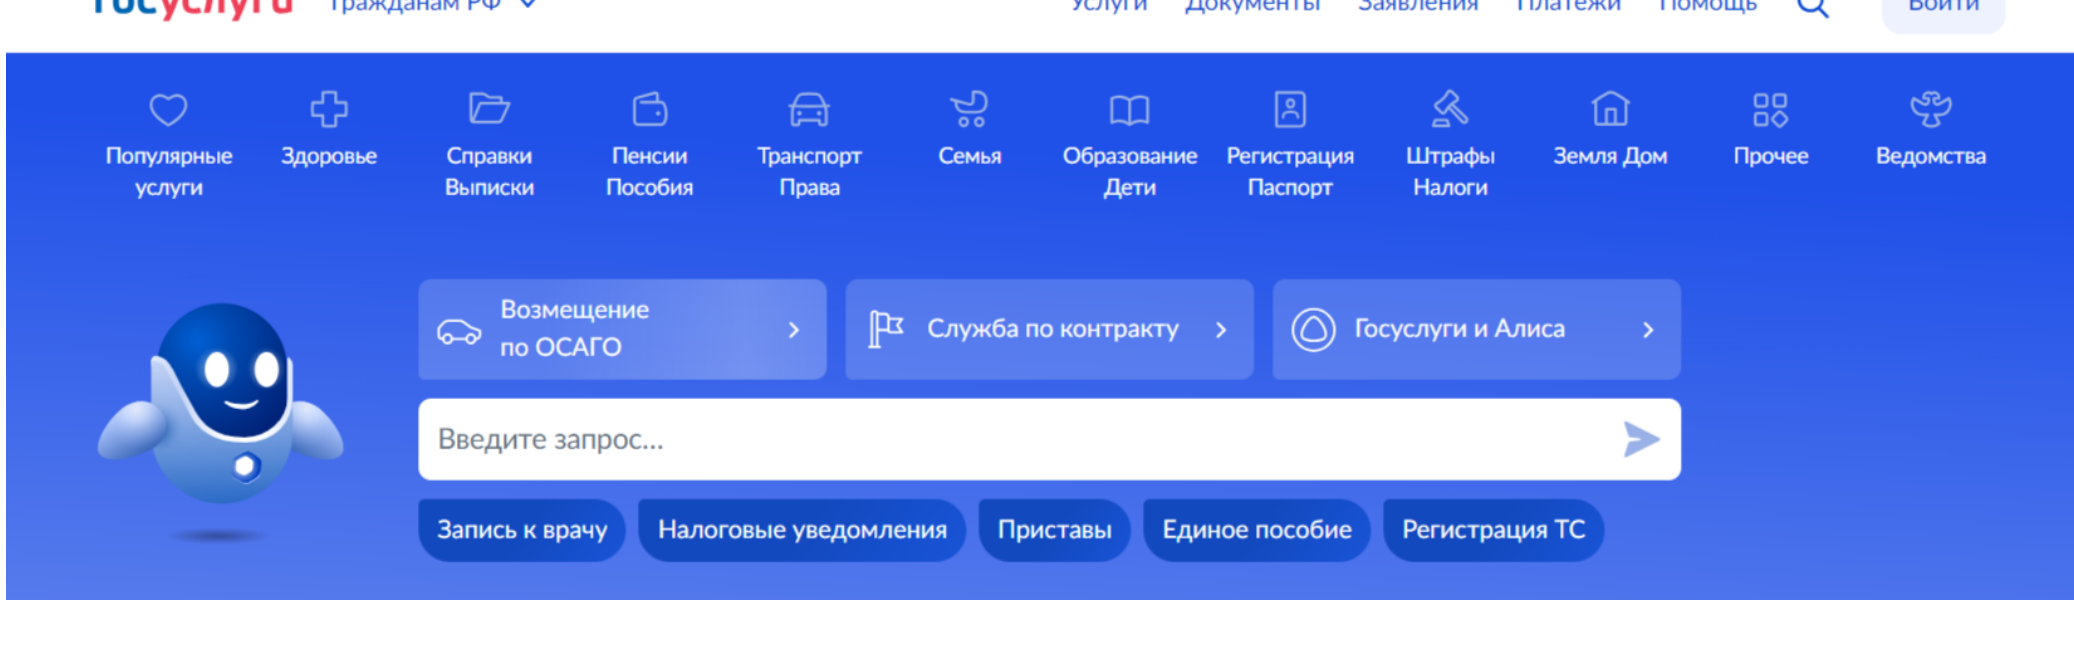 госуслуги Гражданам РФ Услуги Документы Заявления Платежи Помощь Войти
Популярные услуги
Здоровье
Справки Выписки
Пенсии Пособия
Транспорт Права
Семья
Образование Дети
Регистрация Паспорт
Штрафы Налоги
Земля Дом
Прочее
Ведомства
Возмещение
по ОСАГО
Служба по контракту
Госуслуги и Алиса
Введите запрос...
Запись к врачу Налоговые уведомления Приставы Единое пособие Регистрация ТС